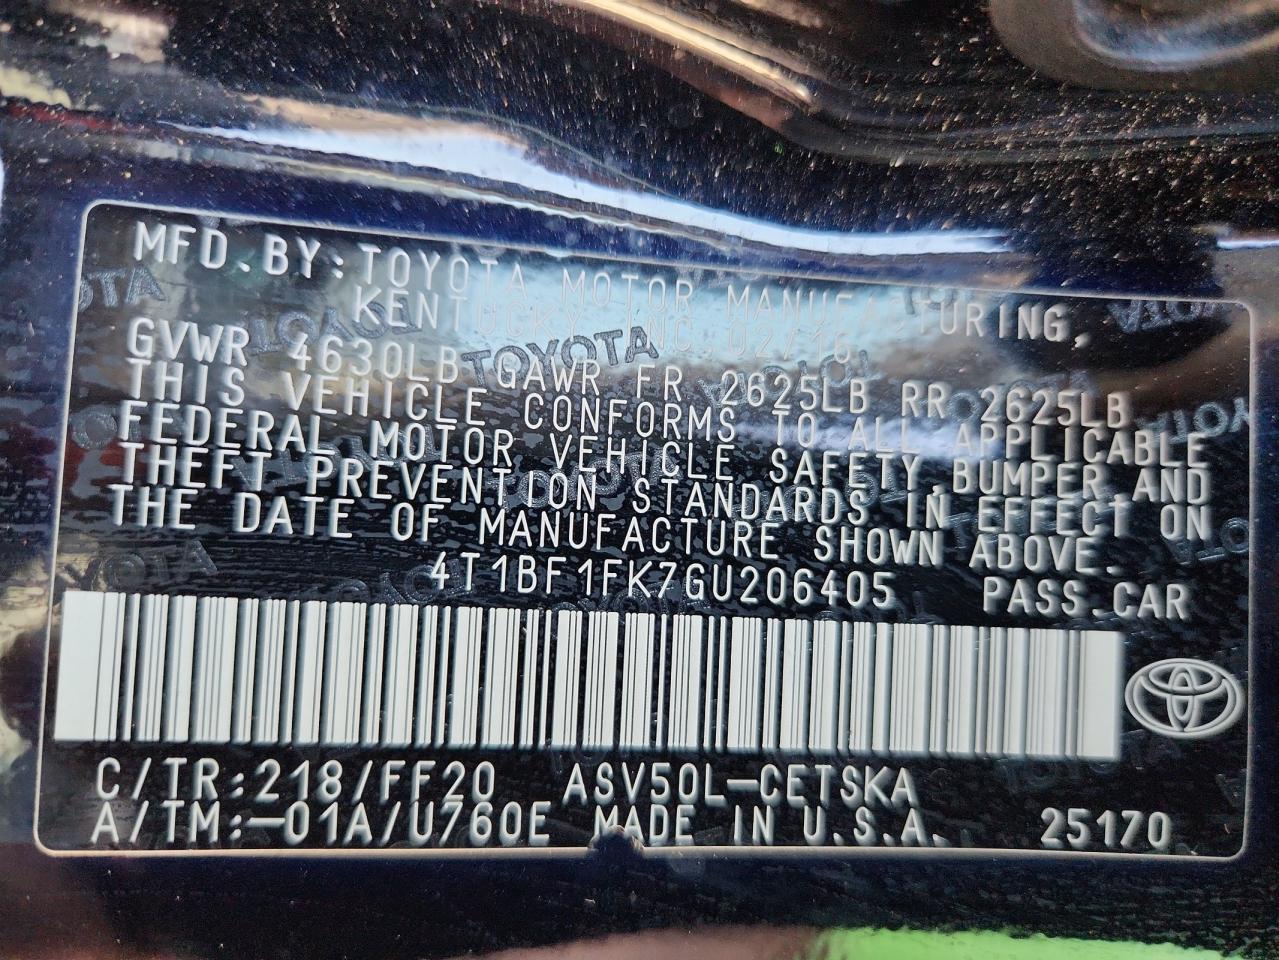 MFD.BY:TOYOTA MOTOR MANUFACTURING,
KENTUCKY INC. 02/16
GVWR 4630LB GAWR FR 2625LB RR 2625LB
THIS VEHICLE CONFORMS TO ALL APPLICABLE
FEDERAL MOTOR VEHICLE SAFETY,BUMPER,AND
THEFT PREVENTION STANDARDS IN EFFECT ON
THE DATE OF MANUFACTURE SHOWN ABOVE.
4T1BF1FK7GU206405 PASS.CAR
C/TR:218/FF20 ASV50L-CETSKA
A/TM:-01A/U760E MADE IN U.S.A. 25170